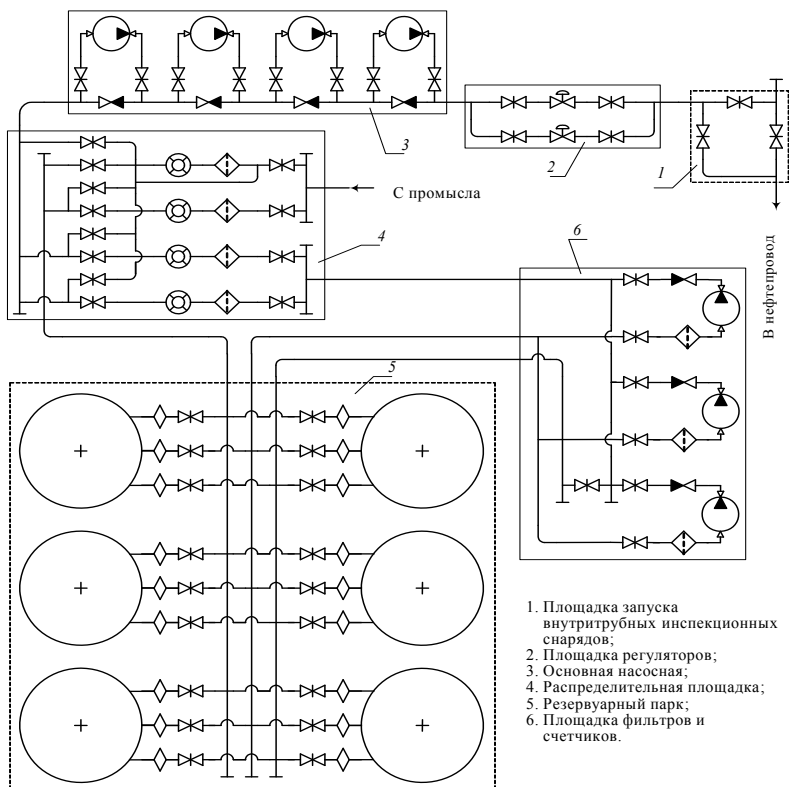 3
2
1
С промысла
4
6
В нефтепровод
5
1. Площадка запуска
внутритрубных инспекционных
снарядов;
2. Площадка регуляторов;
3. Основная насосная;
4. Распределительная площадка;
5. Резервуарный парк;
6. Площадка фильтров и
счетчиков.